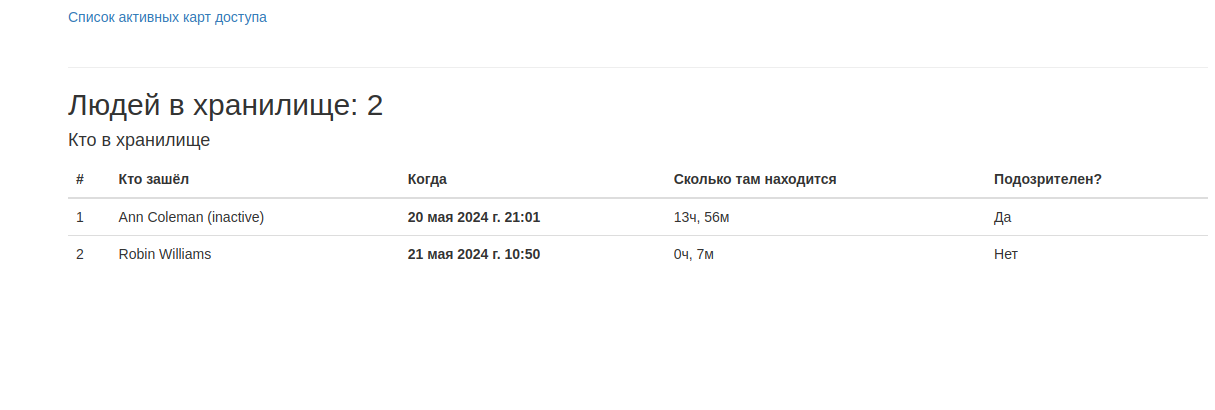 Список активных карт доступа
Людей в хранилище: 2
Кто в хранилище
# Кто зашёл Когда Сколько там находится Подозрителен?
1 Ann Coleman (inactive) 20 мая 2024 г. 21:01 13ч, 56м Да
2 Robin Williams 21 мая 2024 г. 10:50 0ч, 7м Нет